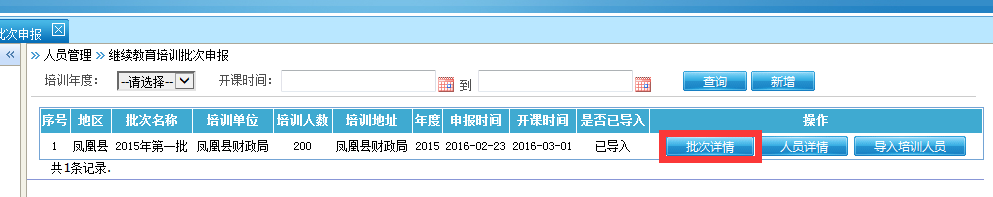 批次申报
« » 人员管理 » 继续教育培训批次申报
培训年度： --请选择-- 开课时间： 到 查询 新增
序号 地区 批次名称 培训单位 培训人数 培训地址 年度 申报时间 开课时间 是否已导入 操作
1 凤凰县 2015年第一批 凤凰县财政局 200 凤凰县财政局 2015 2016-02-23 2016-03-01 已导入 批次详情 人员详情 导入培训人员
共1条记录.